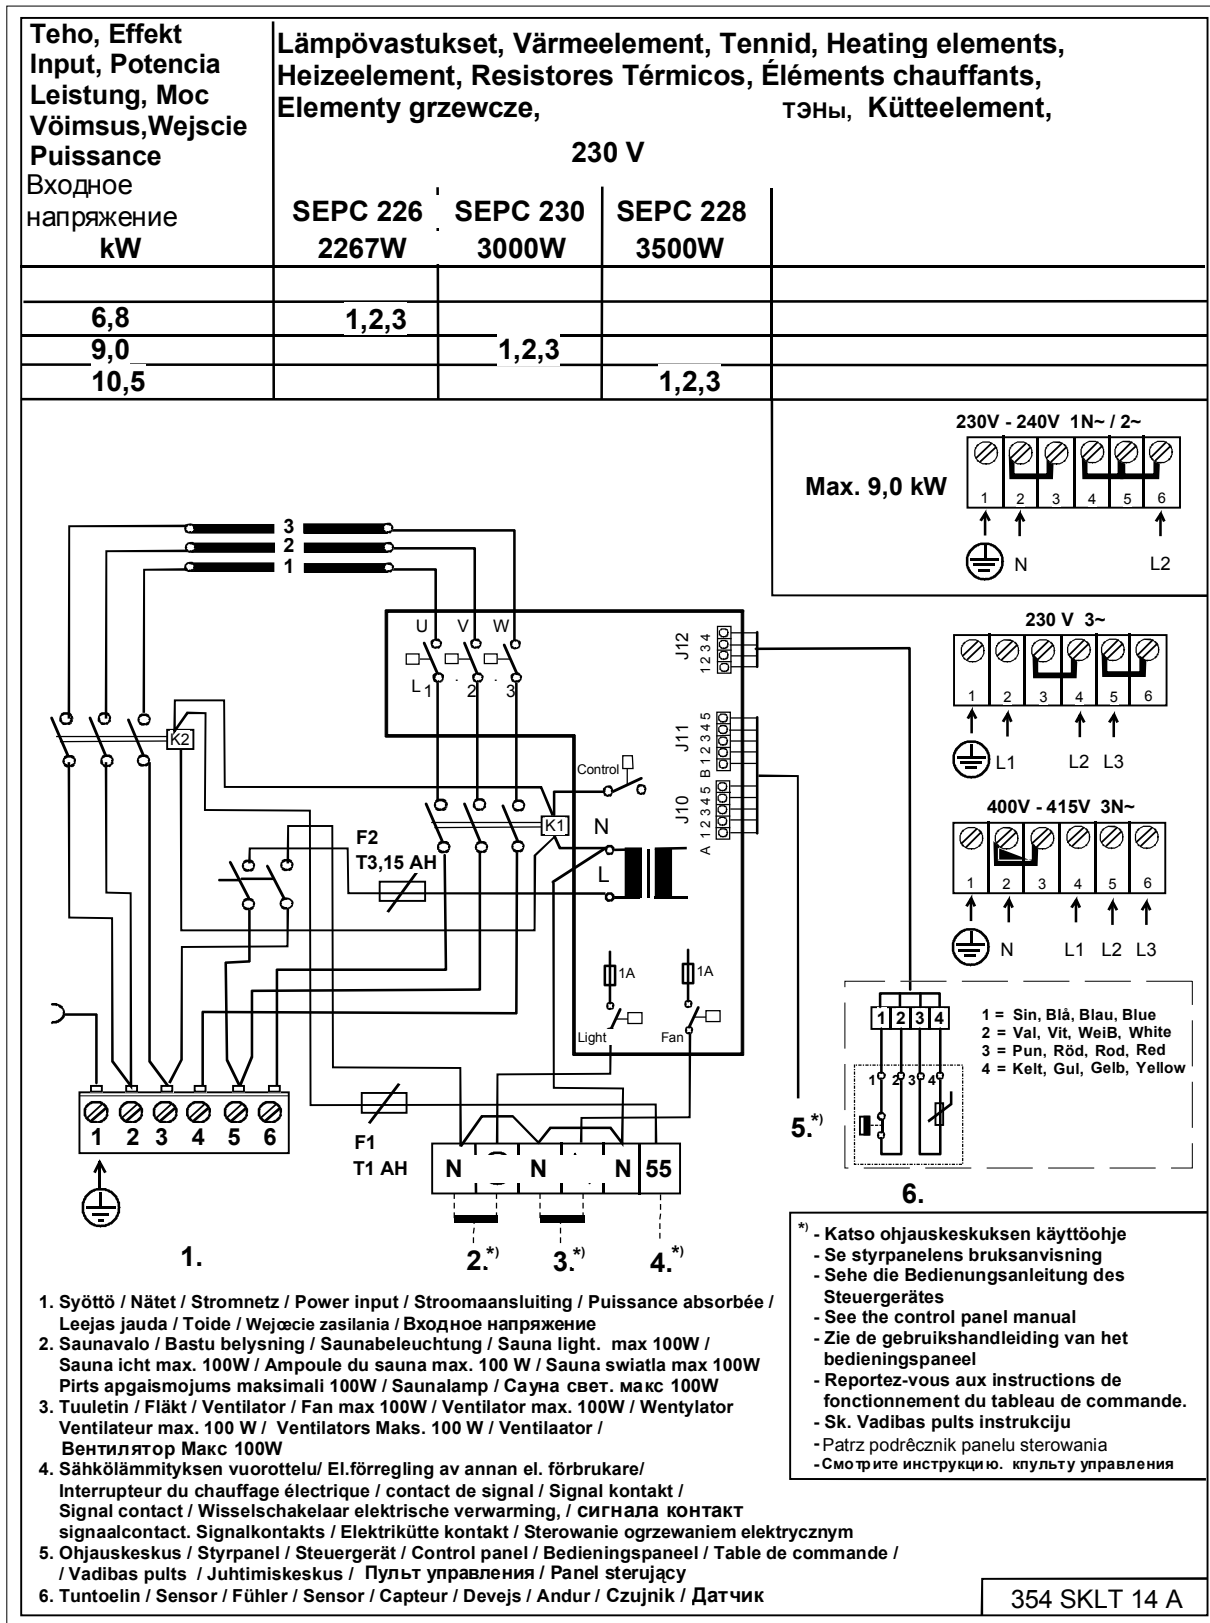 Teho, Effekt
Input, Potencia
Leistung, Moc
Vöimsus,Wejscie
Puissance
Входное
напряжение
kW
Lämpövastukset, Värmeelement, Tennid, Heating elements,
Heizeelement, Resistores Térmicos, Éléments chauffants,
Elementy grzewcze, тэны, Kütteelement,
230 V
SEPC 226 SEPC 230 SEPC 228
2267W 3000W 3500W
6,8 1,2,3
9,0 1,2,3
10,5 1,2,3
230V - 240V 1N~ / 2~
Max. 9,0 kW
1 2 3 4 5 6
N L2
230 V 3~
1 2 3 4 5 6
L1 L2 L3
400V - 415V 3N~
1 2 3 4 5 6
N L1 L2 L3
3
2
1
U V W
L1 2 3
J12
1 2 3 4
K2
J11
B 1 2 3 4 5
J10
A 1 2 3 4 5
Control
K1
N
L
F2
T3,15 AH
1A 1A
Light Fan
1 2 3 4 5 6
F1
T1 AH
N N N 55
1.
2.*)
3.*)
4.*)
5.*)
1 2 3 4
1 2 3 4
1 = Sin, Blå, Blau, Blue
2 = Val, Vit, WeiB, White
3 = Pun, Röd, Rod, Red
4 = Kelt, Gul, Gelb, Yellow
6.
*) - Katso ohjauskeskuksen käyttöohje
- Se styrpanelens bruksanvisning
- Sehe die Bedienungsanleitung des
Steuergerätes
- See the control panel manual
- Zie de gebruikshandleiding van het
bedieningspaneel
- Reportez-vous aux instructions de
fonctionnement du tableau de commande.
- Sk. Vadibas pults instrukciju
- Patrz podrêcznik panelu sterowania
- Смотрите инструкцию. кпульту управления
1. Syöttö / Nätet / Stromnetz / Power input / Stroomaansluiting / Puissance absorbée /
Leejas jauda / Toide / Wejœcie zasilania / Входное напряжение
2. Saunavalo / Bastu belysning / Saunabeleuchtung / Sauna light. max 100W /
Sauna icht max. 100W / Ampoule du sauna max. 100 W / Sauna swiatla max 100W
Pirts apgaismojums maksimali 100W / Saunalamp / Сауна свет. макс 100W
3. Tuuletin / Fläkt / Ventilator / Fan max 100W / Ventilator max. 100W / Wentylator
Ventilateur max. 100 W / Ventilators Maks. 100 W / Ventilaator /
Вентилятор Макс 100W
4. Sähkölämmityksen vuorottelu/ El.förregling av annan el. förbrukare/
Interrupteur du chauffage électrique / contact de signal / Signal kontakt /
Signal contact / Wisselschakelaar elektrische verwarming, / сигнала контакт
signaalcontact. Signalkontakts / Elektrikütte kontakt / Sterowanie ogrzewaniem elektrycznym
5. Ohjauskeskus / Styrpanel / Steuergerät / Control panel / Bedieningspaneel / Table de commande /
/ Vadibas pults / Juhtimiskeskus / Пульт управления / Panel sterujący
6. Tuntoelin / Sensor / Fühler / Sensor / Capteur / Devejs / Andur / Czujnik / Датчик
354 SKLT 14 A